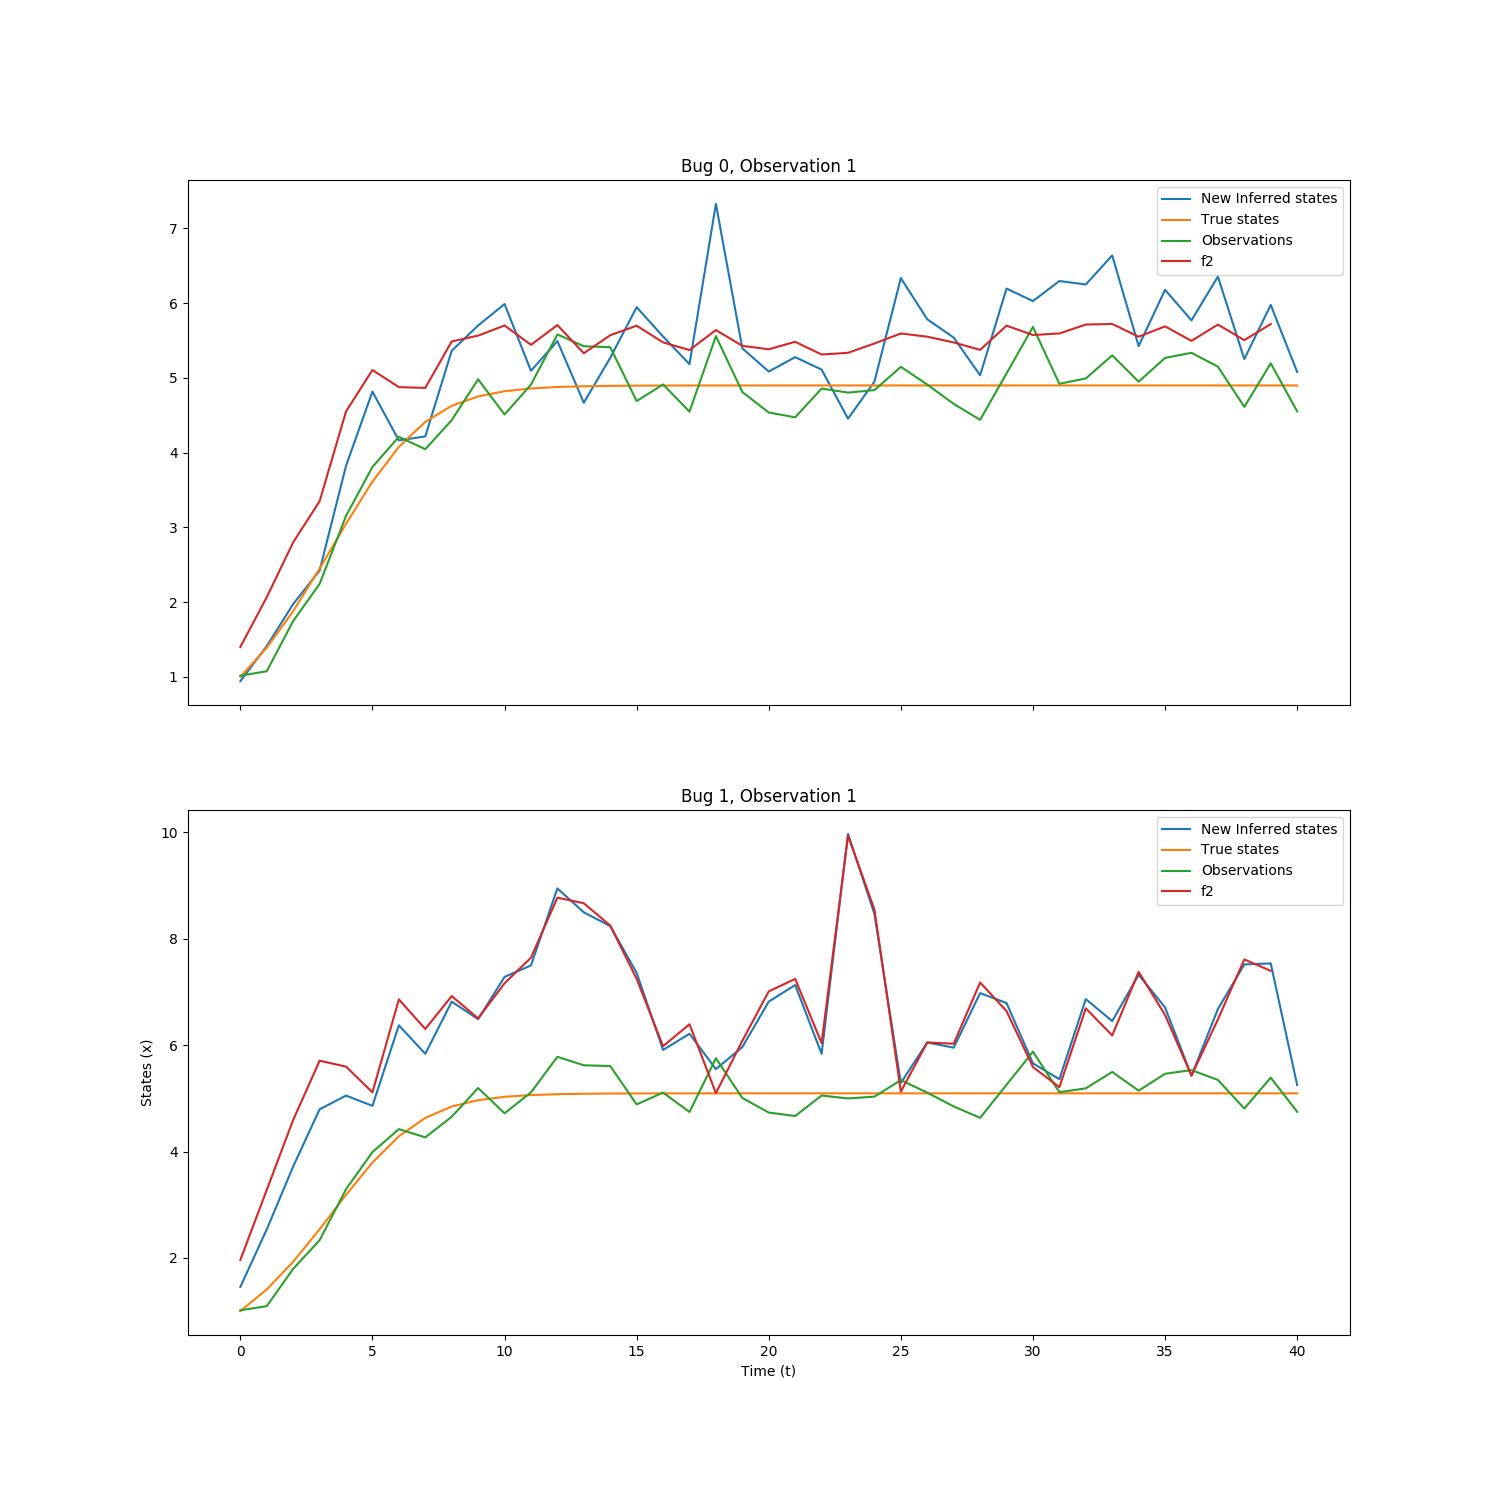 Bug 0, Observation 1
New Inferred states
True states
Observations
f2
7
6
5
4
3
2
1
Bug 1, Observation 1
New Inferred states
True states
Observations
f2
10
8
6
4
2
States (x)
0 5 10 15 20 25 30 35 40
Time (t)